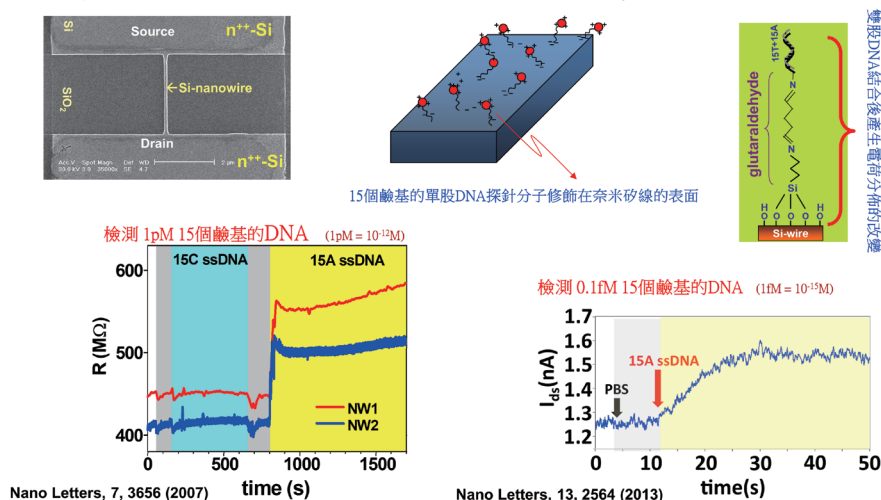 Source
n⁺⁺-Si
Si
Si-nanowire
SiO₂
Drain
n⁺⁺-Si
Acc.V Spot Magn Det WD
2 μm
15個鹼基的單股DNA探針分子修飾在奈米矽線的表面
15T+15A
N
glutaraldehyde
N
Si
H H
O O O O O
Si-wire
雙股DNA結合後產生電荷分佈的改變
檢測 1pM 15個鹼基的DNA (1pM = 10⁻¹²M)
15C ssDNA
15A ssDNA
600
500
400
R (MΩ)
NW1
NW2
0 500 1000 1500
time (s)
Nano Letters, 7, 3656 (2007)
檢測 0.1fM 15個鹼基的DNA (1fM = 10⁻¹⁵M)
1.7
1.6
1.5
1.4
1.3
1.2
I_ds(nA)
PBS
15A ssDNA
0 10 20 30 40 50
time(s)
Nano Letters, 13, 2564 (2013)